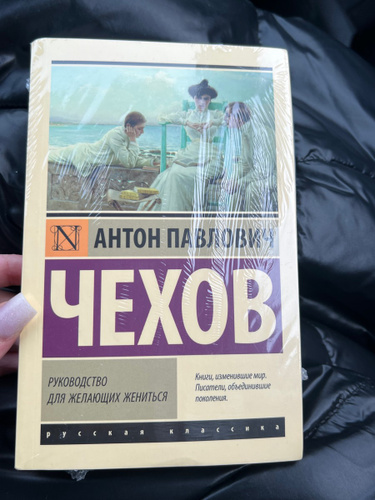 N
АНТОН ПАВЛОВИЧ
ЧЕХОВ
РУКОВОДСТВО
ДЛЯ ЖЕЛАЮЩИХ ЖЕНИТЬСЯ
Книги, изменившие мир.
Писатели, объединившие
поколения.
русская классика